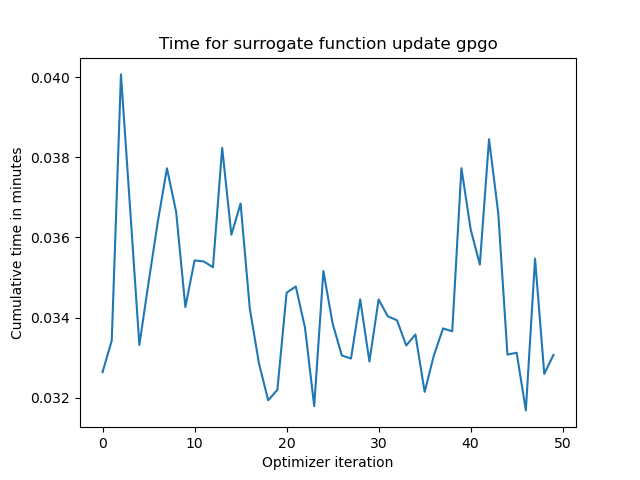 Time for surrogate function update gpgo
0.040
0.038
0.036
0.034
0.032
Cumulative time in minutes
0 10 20 30 40 50
Optimizer iteration